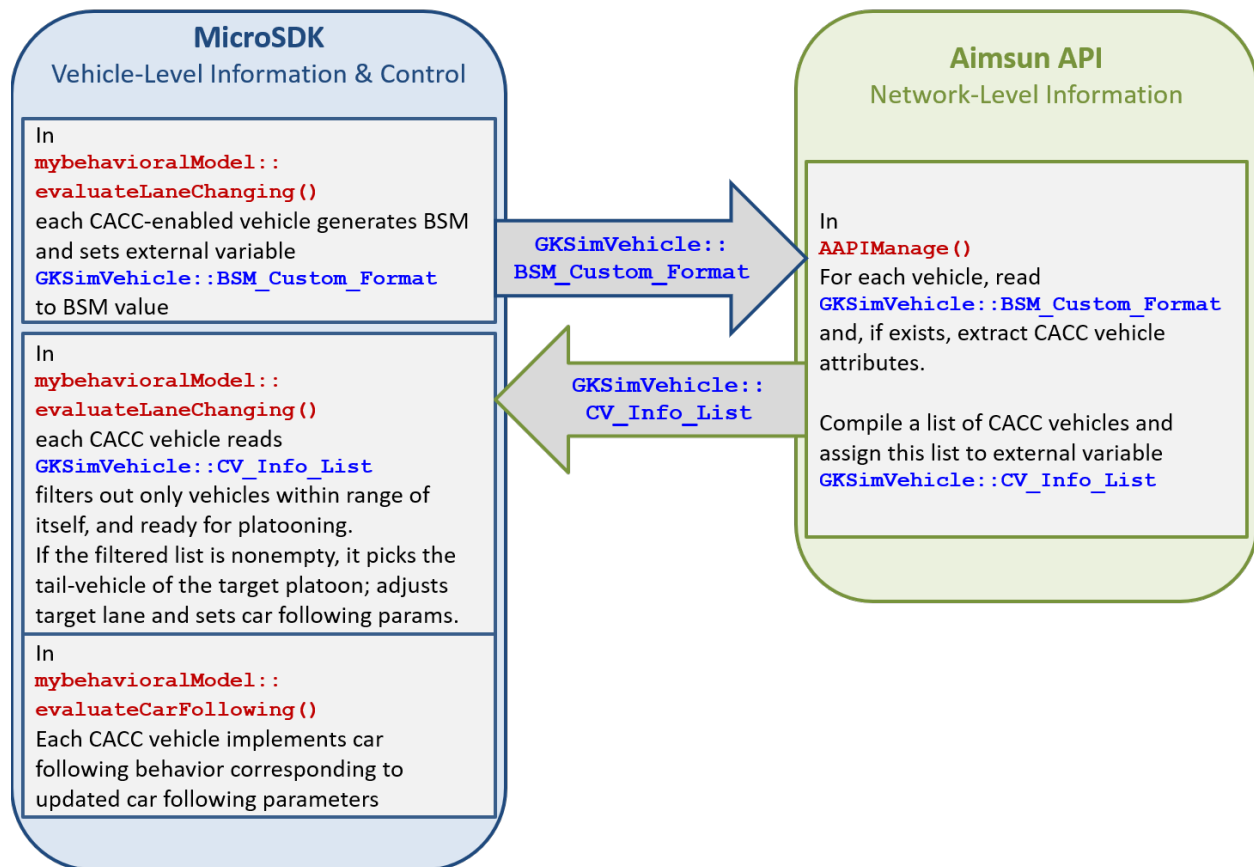 MicroSDK
Vehicle-Level Information & Control
In
mybehavioralModel::
evaluateLaneChanging()
each CACC-enabled vehicle generates BSM
and sets external variable
GKSimVehicle::BSM_Custom_Format
to BSM value
In
mybehavioralModel::
evaluateLaneChanging()
each CACC vehicle reads
GKSimVehicle::CV_Info_List
filters out only vehicles within range of
itself, and ready for platooning.
If the filtered list is nonempty, it picks the
tail-vehicle of the target platoon; adjusts
target lane and sets car following params.
In
mybehavioralModel::
evaluateCarFollowing()
Each CACC vehicle implements car
following behavior corresponding to
updated car following parameters
GKSimVehicle::
BSM_Custom_Format
GKSimVehicle::
CV_Info_List
Aimsun API
Network-Level Information
In
AAPIManage()
For each vehicle, read
GKSimVehicle::BSM_Custom_Format
and, if exists, extract CACC vehicle
attributes.
Compile a list of CACC vehicles and
assign this list to external variable
GKSimVehicle::CV_Info_List